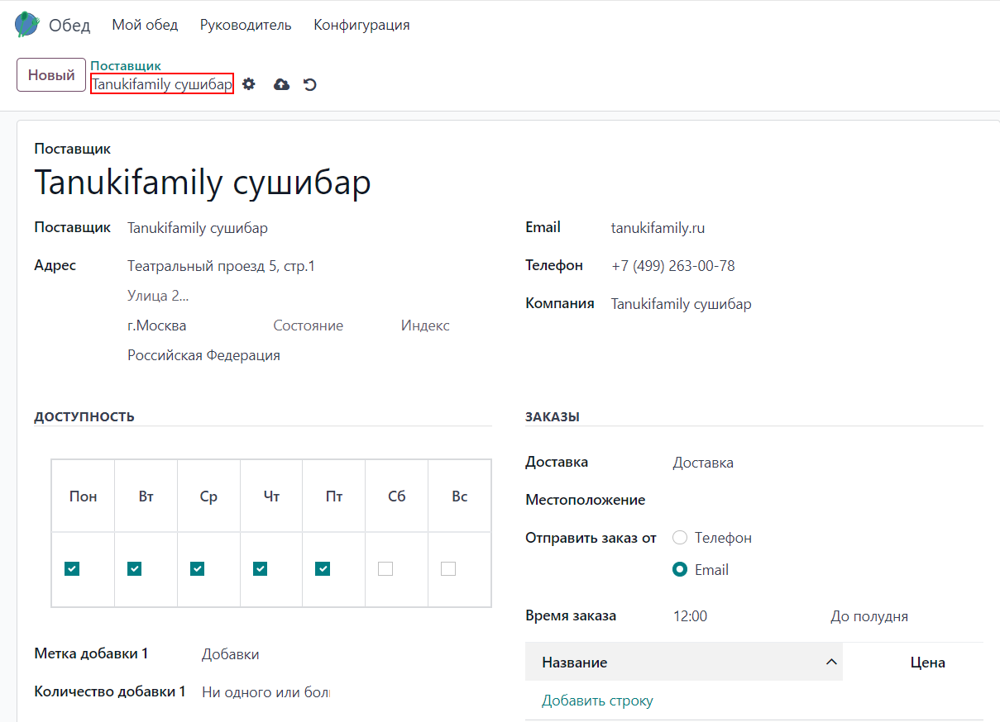 Обед Мой обед Руководитель Конфигурация
Новый
Поставщик
Tanukifamily сушибар
Поставщик
Tanukifamily сушибар
Поставщик Tanukifamily сушибар
Адрес Театральный проезд 5, стр.1
Улица 2...
г.Москва Состояние Индекс
Российская Федерация
Email tanukifamily.ru
Телефон +7 (499) 263-00-78
Компания Tanukifamily сушибар
ДОСТУПНОСТЬ
Пон Вт Ср Чт Пт Сб Вс
Метка добавки 1 Добавки
Количество добавки 1 Ни одного или бол
ЗАКАЗЫ
Доставка Доставка
Местоположение
Отправить заказ от Телефон
Email
Время заказа 12:00 До полудня
Название Цена
Добавить строку